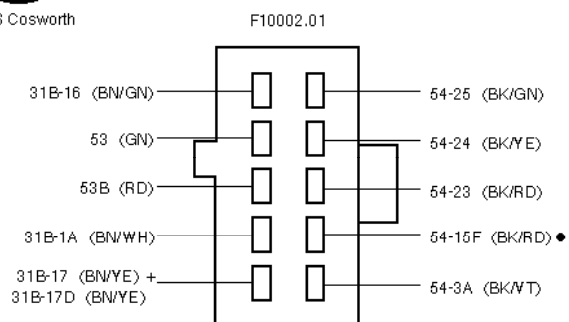 S Cosworth
F10002.01
31B-16 (BN/GN)
53 (GN)
53B (RD)
31B-1A (BN/WH)
31B-17 (BN/YE) +
31B-17D (BN/YE)
54-25 (BK/GN)
54-24 (BK/YE)
54-23 (BK/RD)
54-15F (BK/RD) ●
54-3A (BK/VT)